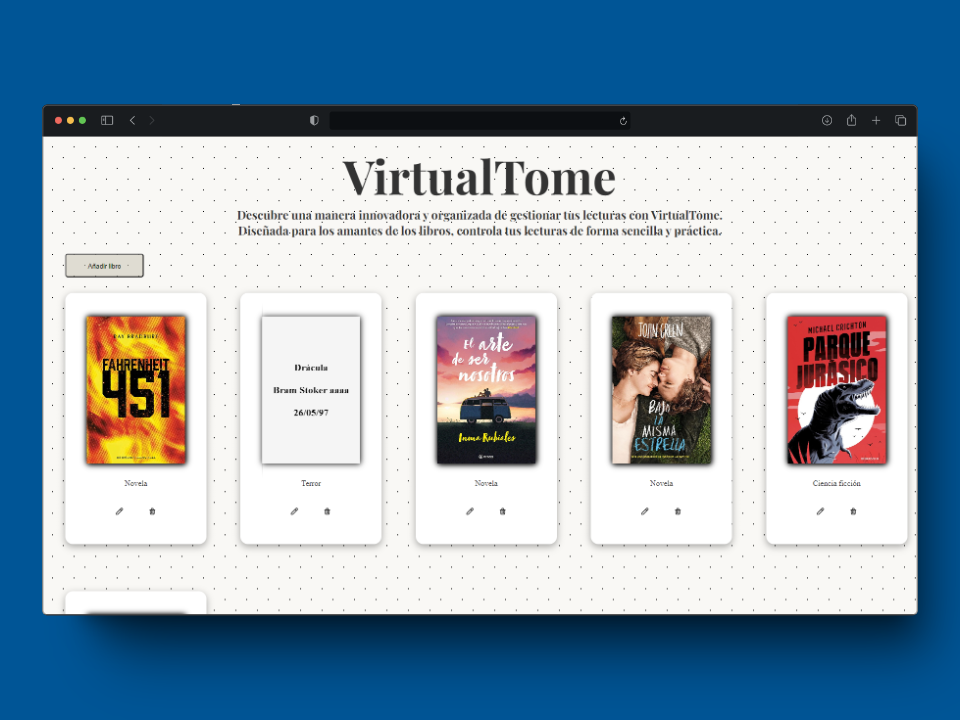 VirtualTome
Descubre una manera innovadora y organizada de gestionar tus lecturas con VirtualTome.
Diseñada para los amantes de los libros, controla tus lecturas de forma sencilla y práctica.
Añadir libro
RAY BRADBURY
FAHRENHEIT
451
Novela
Drácula
Bram Stoker aaaa
26/05/97
Terror
El arte
de ser
nosotros
Inma Rubiales
Novela
JOHN GREEN
BAJO
LA
MISMA
ESTRELLA
Novela
MICHAEL CRICHTON
PARQUE
JURÁSICO
Ciencia ficción